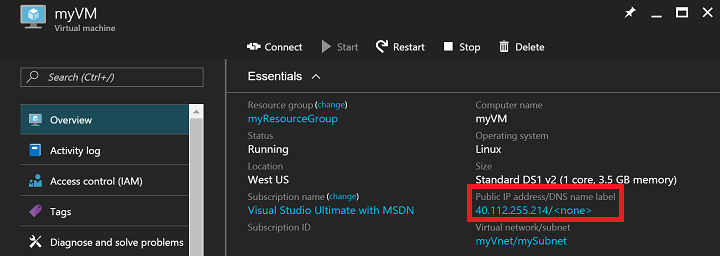 myVM
Virtual machine
Connect Start Restart Stop Delete
Search (Ctrl+/)
Overview
Activity log
Access control (IAM)
Tags
Diagnose and solve problems
Essentials
Resource group (change)
myResourceGroup
Status
Running
Location
West US
Subscription name (change)
Visual Studio Ultimate with MSDN
Subscription ID
Computer name
myVM
Operating system
Linux
Size
Standard DS1 v2 (1 core, 3.5 GB memory)
Public IP address/DNS name label
40.112.255.214/<none>
Virtual network/subnet
myVnet/mySubnet